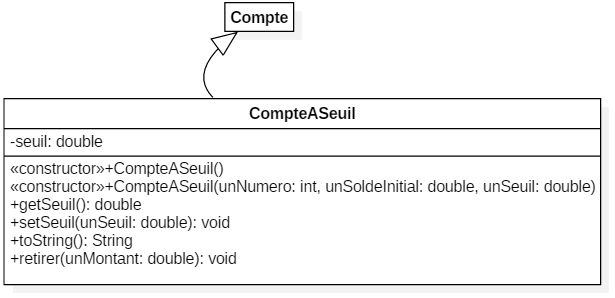 Compte
CompteASeuil
-seuil: double
«constructor»+CompteASeuil()
«constructor»+CompteASeuil(unNumero: int, unSoldeInitial: double, unSeuil: double)
+getSeuil(): double
+setSeuil(unSeuil: double): void
+toString(): String
+retirer(unMontant: double): void